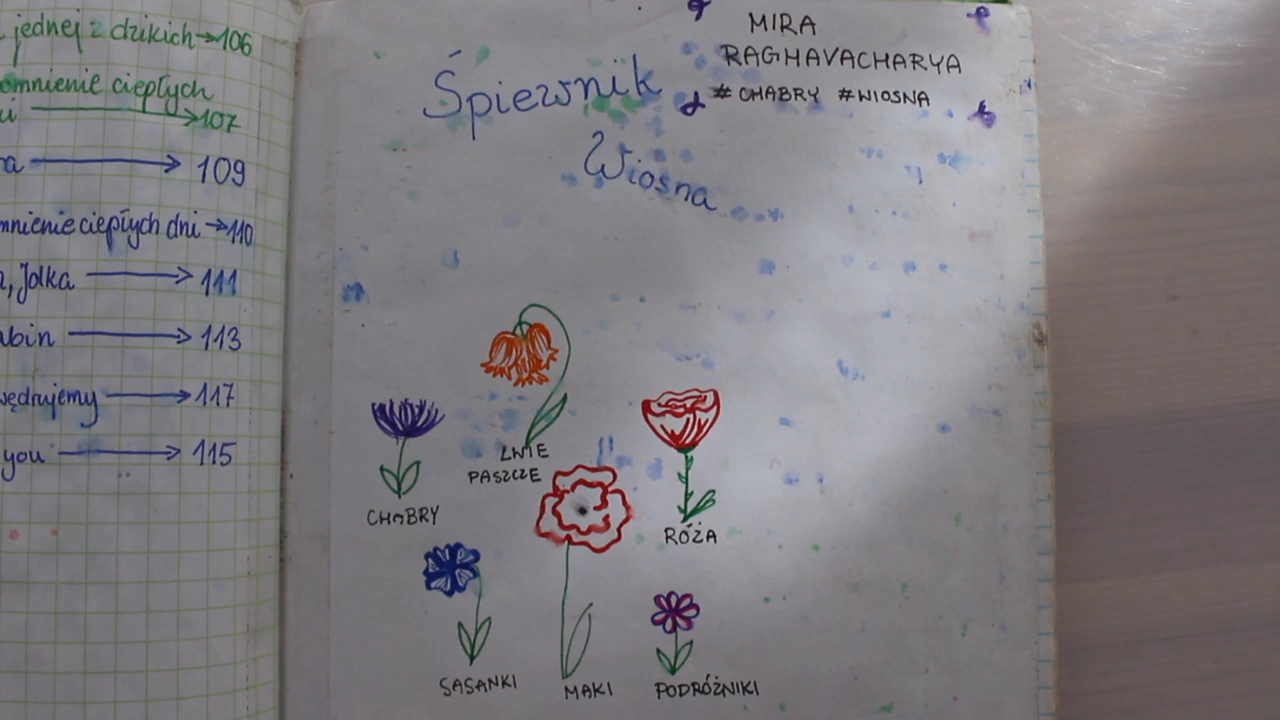 jednej z dzikich → 106
omnienie ciepłych
107
109
mnienie ciepłych dni → 110
, Jolka → 111
abin → 113
wędrujemy → 117
you → 115
Śpiewnik
Wiosna
MIRA
RAGHAVACHARYA
#CHABRY #WIOSNA
CHABRY
LWIE
PASZCZE
RÓŻA
SASANKI
MAKI
PODRÓŻNIKI